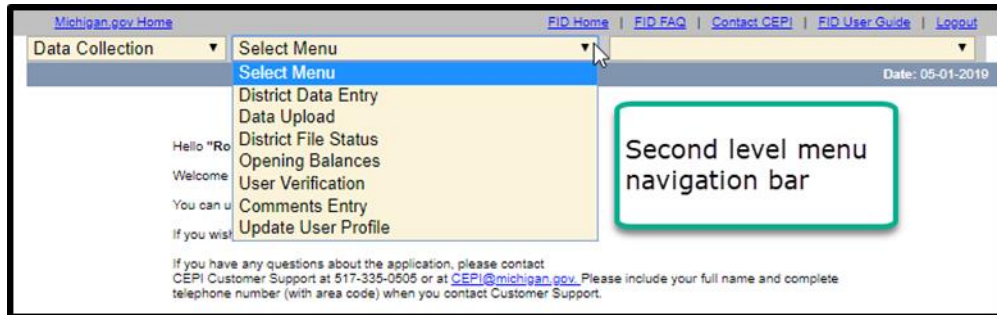 Michigan.gov Home FID Home | FID FAQ | Contact CEPI | FID User Guide | Logout
Data Collection Select Menu
Select Menu
Date: 05-01-2019
District Data Entry
Data Upload
District File Status
Opening Balances
User Verification
Comments Entry
Update User Profile
Second level menu
navigation bar
Hello "Ro
Welcome
You can u
If you wish
If you have any questions about the application, please contact
CEPI Customer Support at 517-335-0505 or at CEPI@michigan.gov. Please include your full name and complete
telephone number (with area code) when you contact Customer Support.